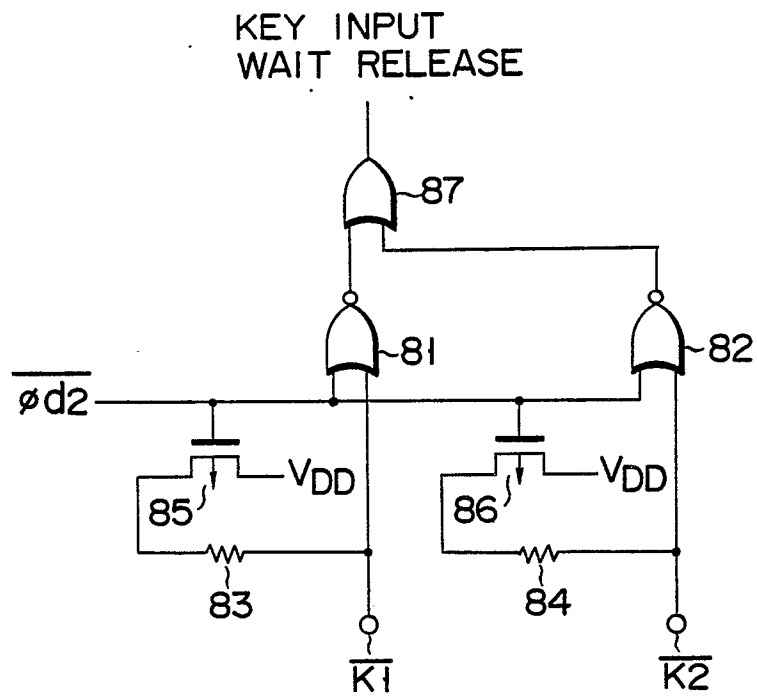 KEY INPUT
WAIT RELEASE
87
81
82
φd2
VDD
VDD
85
86
83
84
K1
K2